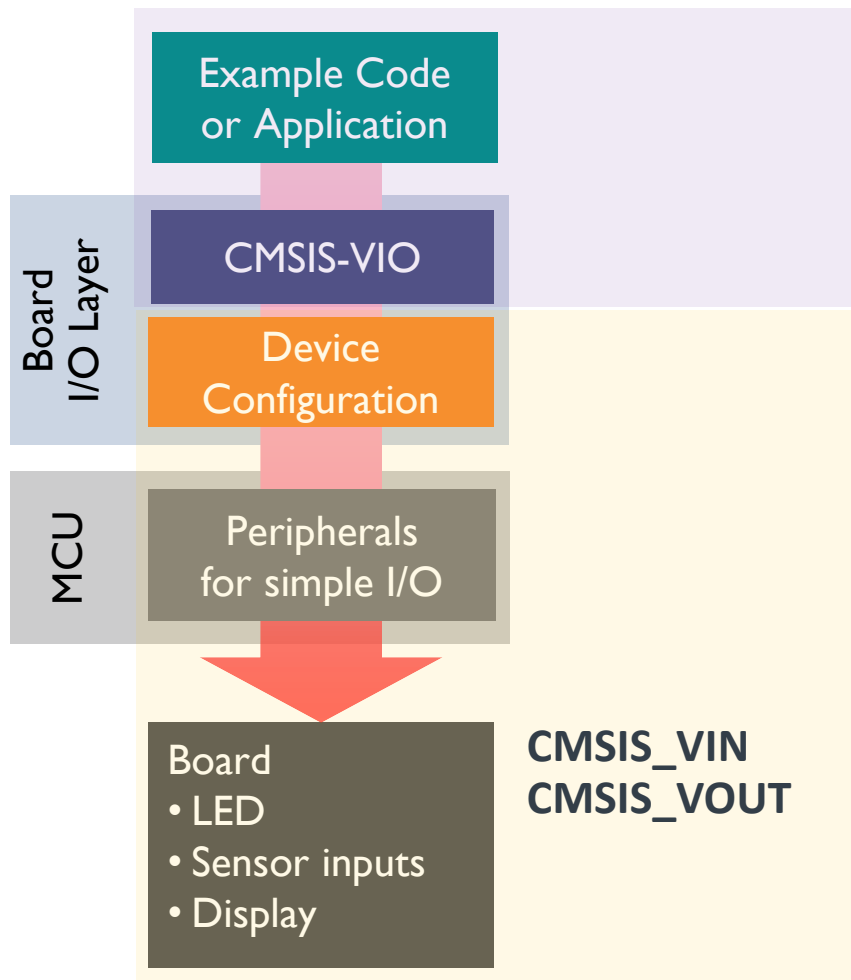 Example Code
or Application
Board
I/O Layer
CMSIS-VIO
Device
Configuration
MCU
Peripherals
for simple I/O
Board
• LED
• Sensor inputs
• Display
CMSIS_VIN
CMSIS_VOUT